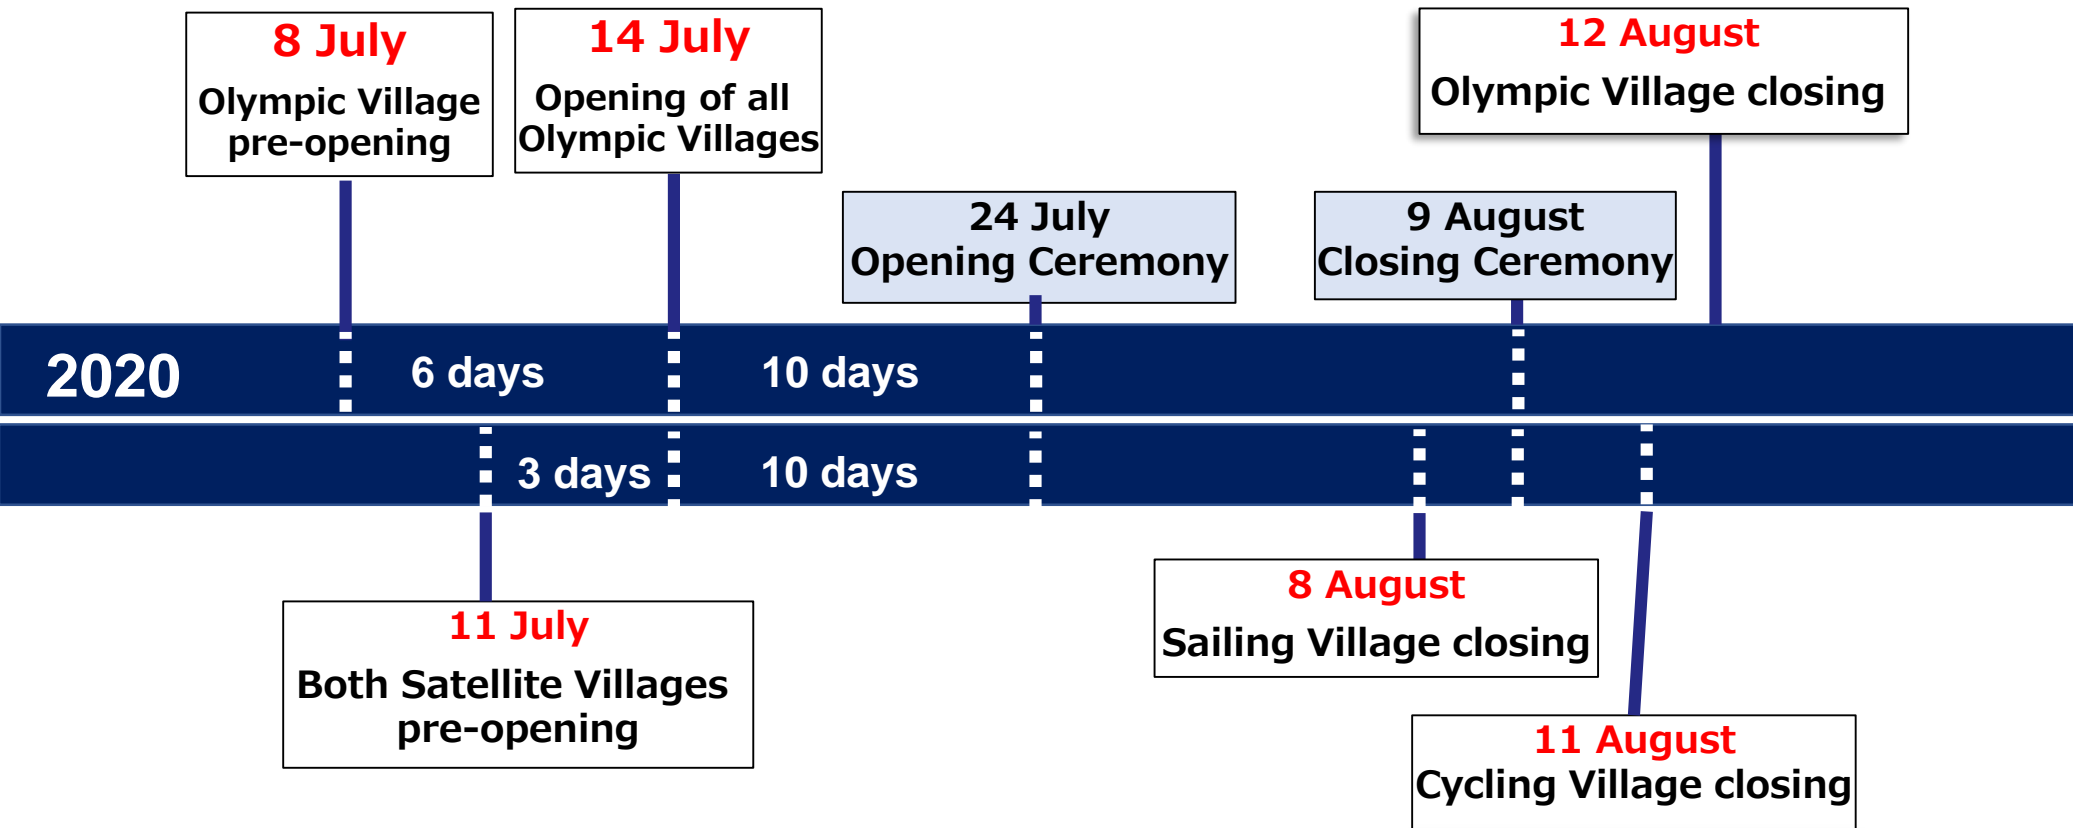 8 July
Olympic Village
pre-opening
14 July
Opening of all
Olympic Villages
12 August
Olympic Village closing
24 July
Opening Ceremony
9 August
Closing Ceremony
2020
6 days
10 days
3 days
10 days
11 July
Both Satellite Villages
pre-opening
8 August
Sailing Village closing
11 August
Cycling Village closing